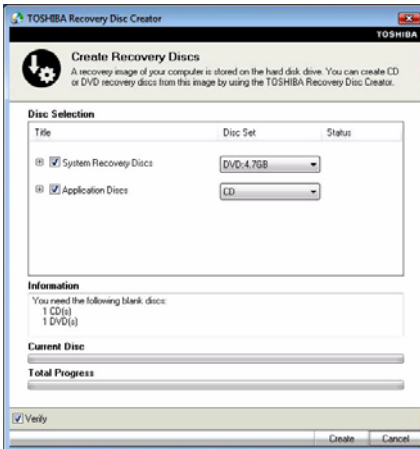 TOSHIBA Recovery Disc Creator
TOSHIBA
Create Recovery Discs
A recovery image of your computer is stored on the hard disk drive. You can create CD
or DVD recovery discs from this image by using the TOSHIBA Recovery Disc Creator.
Disc Selection
Title Disc Set Status
System Recovery Discs DVD:4.7GB
Application Discs CD
Information
You need the following blank discs:
1 CD(s)
1 DVD(s)
Current Disc
Total Progress
Verify
Create Cancel